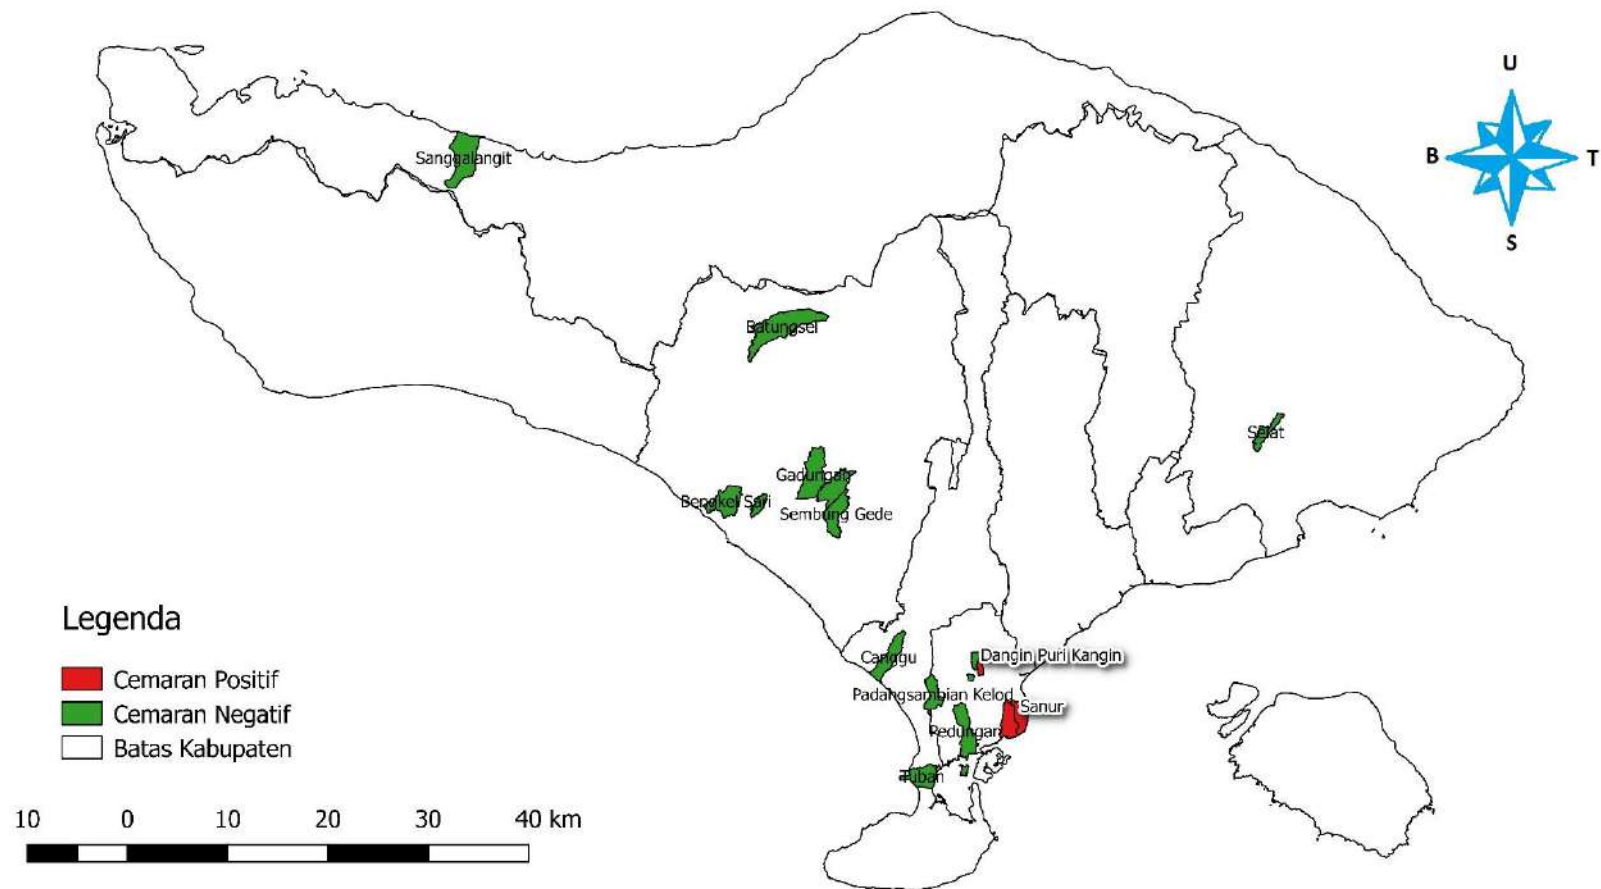 U
B
T
S
Sanggalangit
Batungsel
Selat
Gadungan
Bengkel Sari
Sembung Gede
Canggu
Dangin Puri Kangin
Padangsambian Kelod
Sanur
Pedungan
Tuban
Legenda
Cemaran Positif
Cemaran Negatif
Batas Kabupaten
10 0 10 20 30 40 km